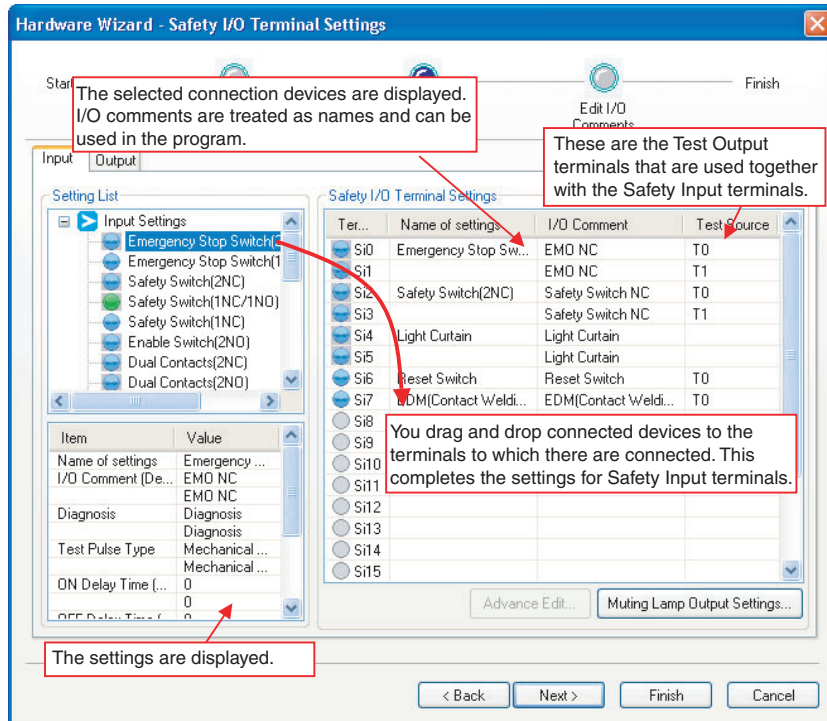 Hardware Wizard - Safety I/O Terminal Settings
Start
Finish
Edit I/O
Comments
The selected connection devices are displayed.
I/O comments are treated as names and can be
used in the program.
These are the Test Output
terminals that are used together
with the Safety Input terminals.
Input Output
Setting List
Input Settings
Emergency Stop Switch(2
Emergency Stop Switch(1
Safety Switch(2NC)
Safety Switch(1NC/1NO)
Safety Switch(1NC)
Enable Switch(2NO)
Dual Contacts(2NC)
Dual Contacts(2NO)
Item Value
Name of settings Emergency ...
I/O Comment (De... EMO NC
EMO NC
Diagnosis Diagnosis
Diagnosis
Test Pulse Type Mechanical ...
Mechanical ...
ON Delay Time (... 0
0
OFF Delay Time ( 0
The settings are displayed.
Safety I/O Terminal Settings
Ter... Name of settings I/O Comment Test Source
Si0 Emergency Stop Sw... EMO NC T0
Si1 EMO NC T1
Si2 Safety Switch(2NC) Safety Switch NC T0
Si3 Safety Switch NC T1
Si4 Light Curtain Light Curtain
Si5 Light Curtain
Si6 Reset Switch Reset Switch T0
Si7 EDM(Contact Weldi... EDM(Contact Weldi... T0
Si8
Si9
Si10
Si11
Si12
Si13
Si14
Si15
You drag and drop connected devices to the
terminals to which there are connected. This
completes the settings for Safety Input terminals.
Advance Edit... Muting Lamp Output Settings...
< Back Next > Finish Cancel